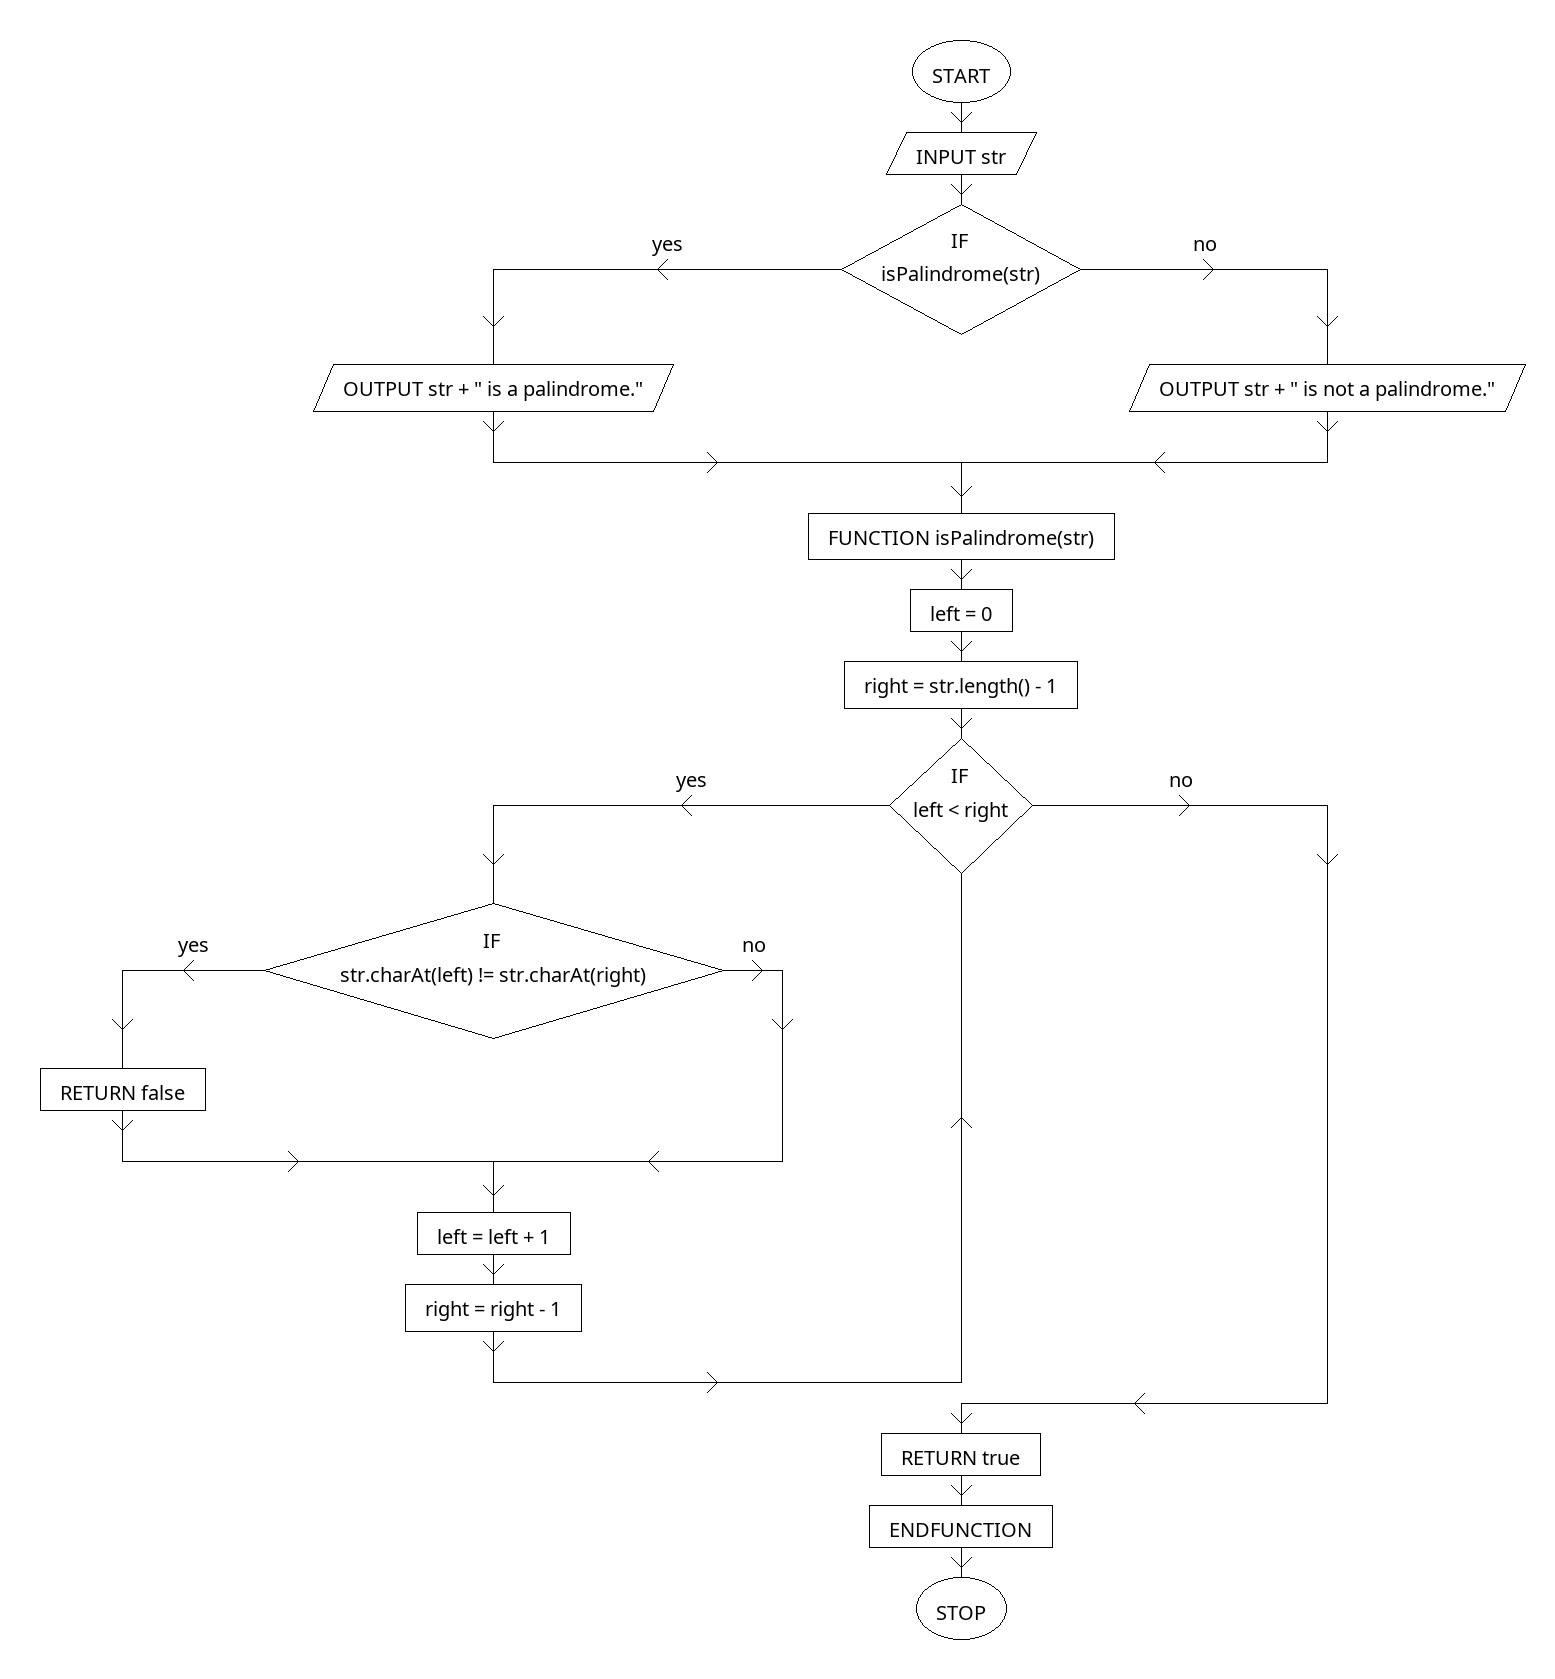 START
INPUT str
IF
isPalindrome(str)
yes
no
OUTPUT str + " is a palindrome."
OUTPUT str + " is not a palindrome."
FUNCTION isPalindrome(str)
left = 0
right = str.length() - 1
IF
left < right
yes
no
IF
str.charAt(left) != str.charAt(right)
yes
no
RETURN false
left = left + 1
right = right - 1
RETURN true
ENDFUNCTION
STOP